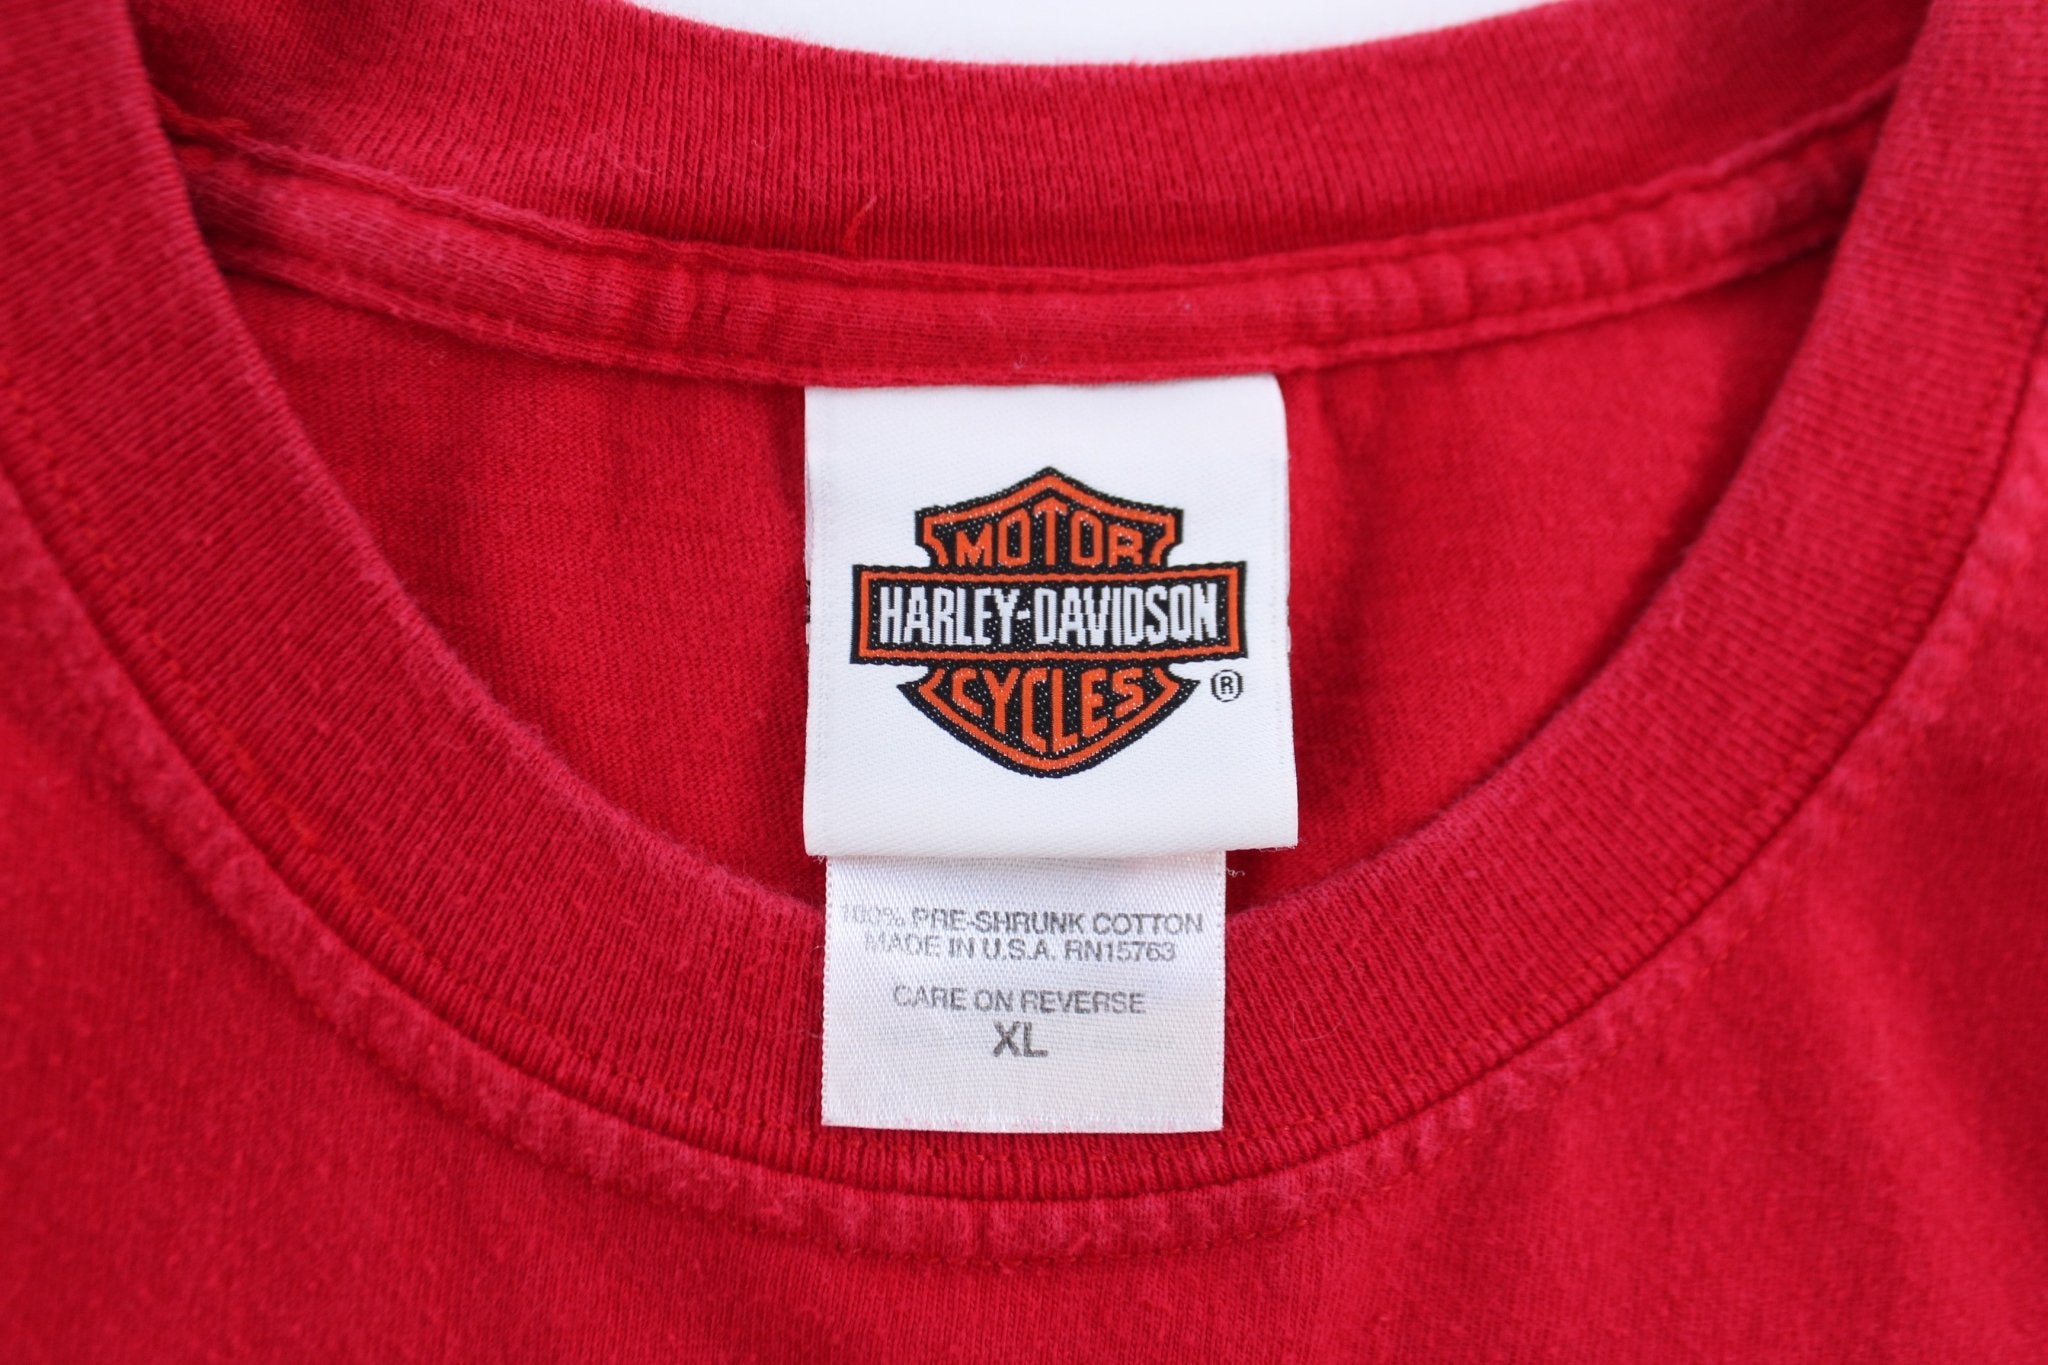 MOTOR
HARLEY-DAVIDSON
CYCLES
®
100% PRE-SHRUNK COTTON
MADE IN U.S.A. RN15763
CARE ON REVERSE
XL